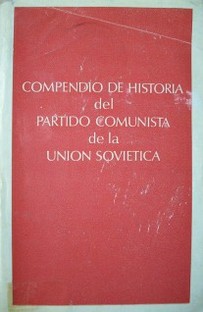 COMPENDIO DE HISTORIA
del
PARTIDO COMUNISTA
de la
UNION SOVIETICA